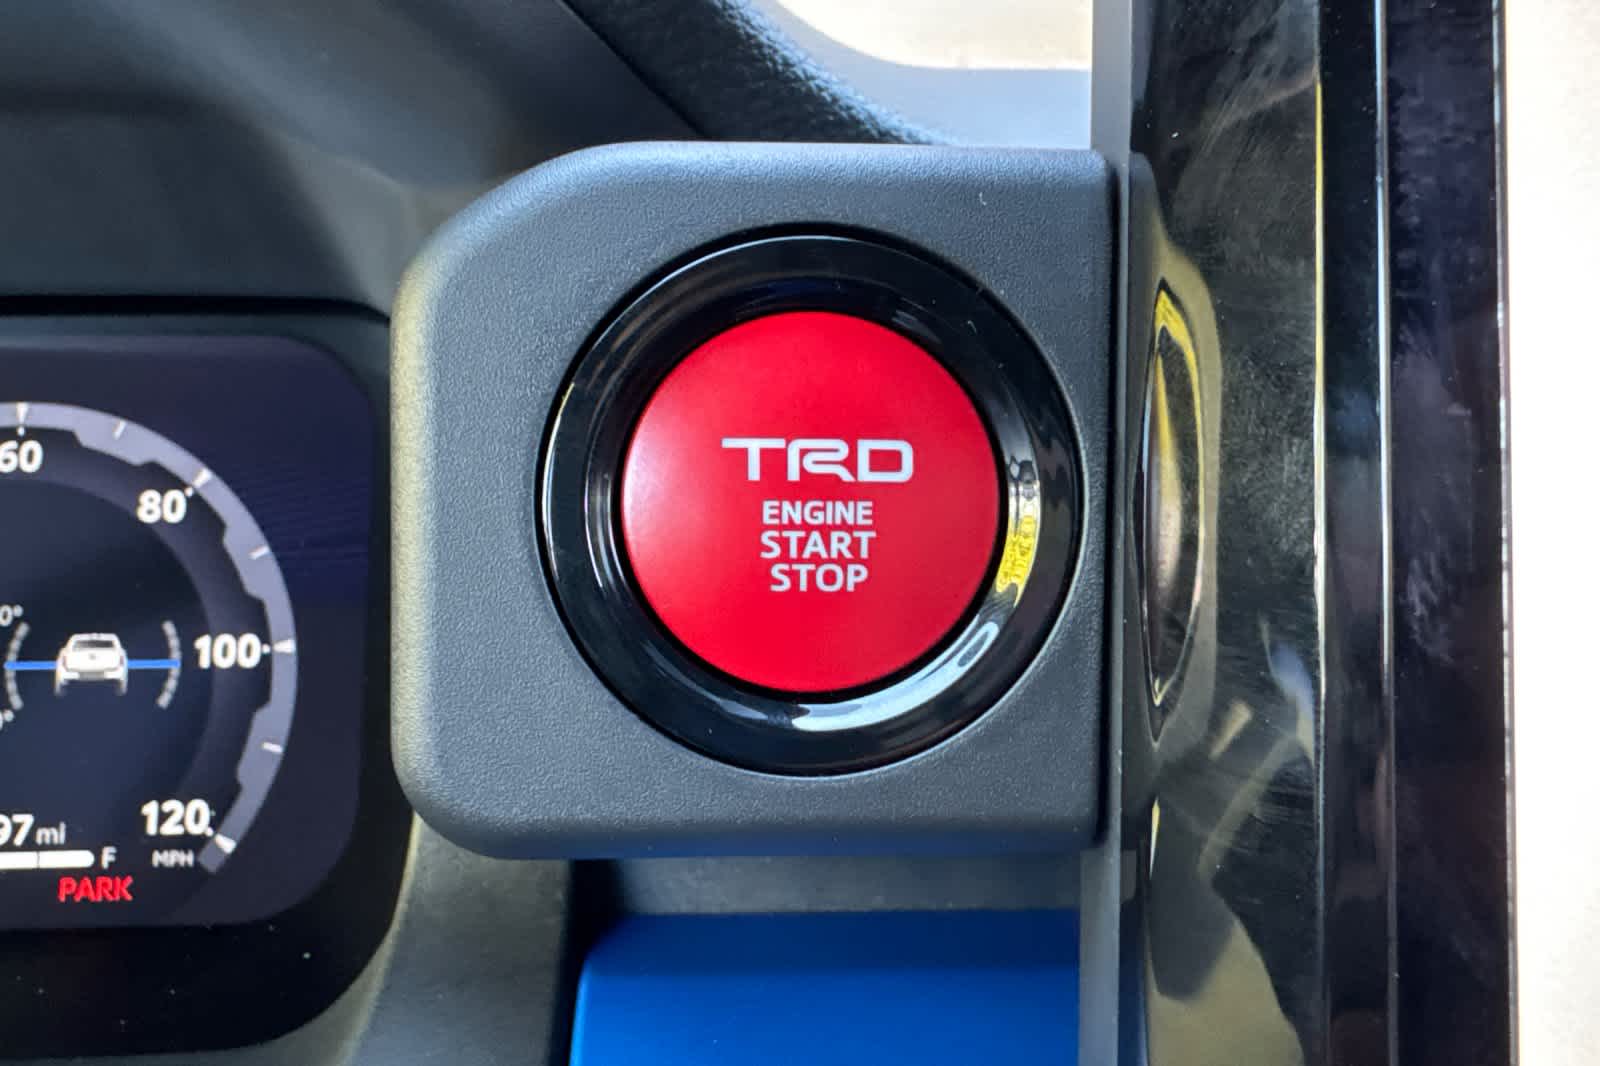 60
80
100
120
MPH
97 mi
F
PARK
TRD
ENGINE
START
STOP